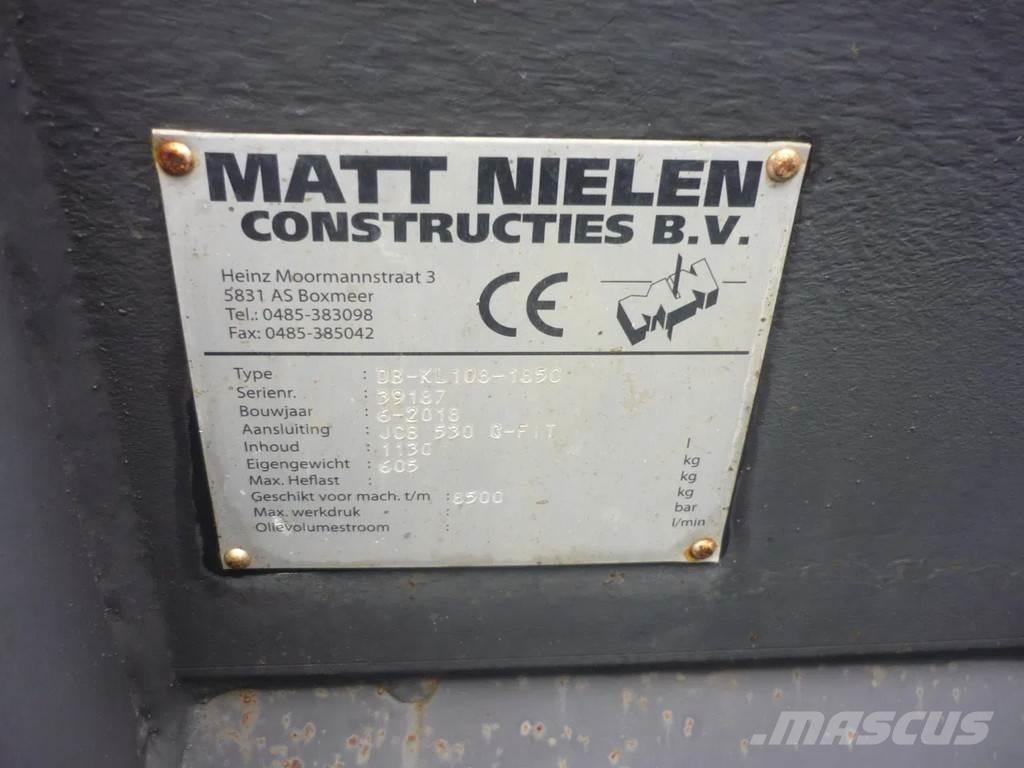 MATT NIELEN
CONSTRUCTIES B.V.
Heinz Moormannstraat 3
5831 AS Boxmeer
Tel.: 0485-383098
Fax: 0485-385042
CE
MN
Type : DB-KL108-1850
Serienr. : 39187
Bouwjaar : 6-2018
Aansluiting : JCB 530 Q-FIT
Inhoud : 1130 l
Eigengewicht : 605 kg
Max. Heflast : kg
Geschikt voor mach. t/m : 8500 kg
Max. werkdruk : bar
Olievolumestroom : l/min
MASCUS